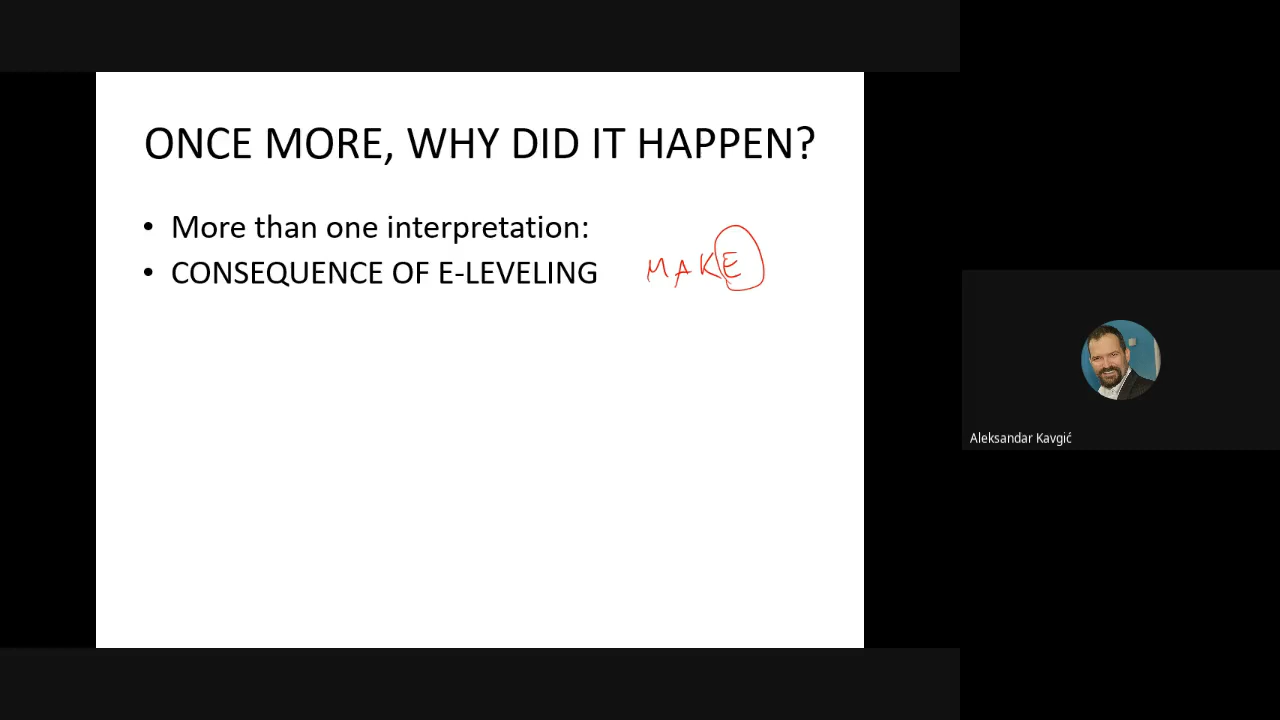 ONCE MORE, WHY DID IT HAPPEN?
• More than one interpretation:
• CONSEQUENCE OF E-LEVELING
MAKE
Aleksandar Kavgić